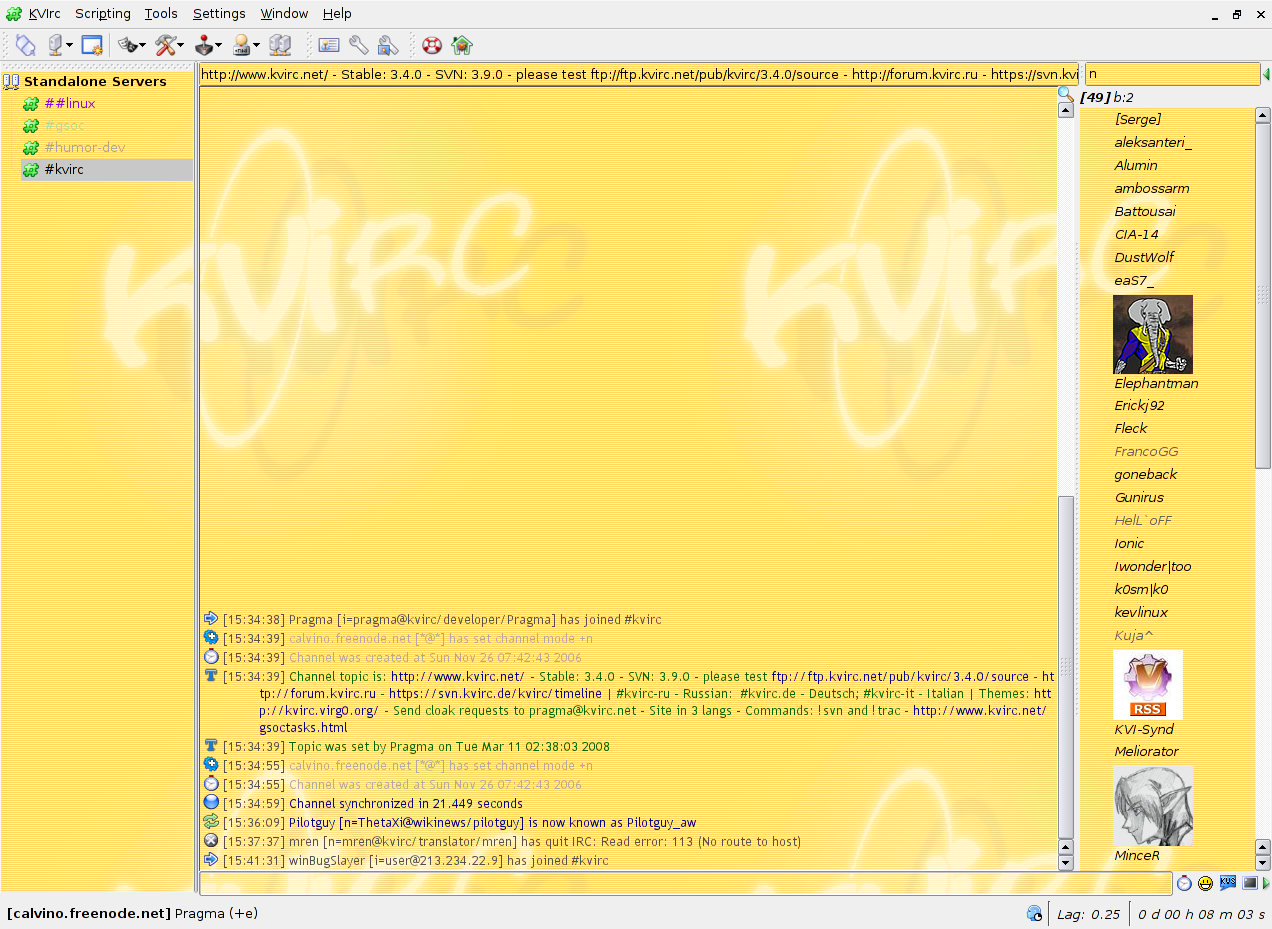 KVIrc Scripting Tools Settings Window Help
Standalone Servers
##linux
#gsoc
#humor-dev
#kvirc
http://www.kvirc.net/ - Stable: 3.4.0 - SVN: 3.9.0 - please test ftp://ftp.kvirc.net/pub/kvirc/3.4.0/source - http://forum.kvirc.ru - https://svn.kvi
n
[49] b:2
KVIRC KVIRC
[15:34:38] Pragma [i=pragma@kvirc/developer/Pragma] has joined #kvirc
[15:34:39] calvino.freenode.net [*@*] has set channel mode +n
[15:34:39] Channel was created at Sun Nov 26 07:42:43 2006
[15:34:39] Channel topic is: http://www.kvirc.net/ - Stable: 3.4.0 - SVN: 3.9.0 - please test ftp://ftp.kvirc.net/pub/kvirc/3.4.0/source - ht
tp://forum.kvirc.ru - https://svn.kvirc.de/kvirc/timeline | #kvirc-ru - Russian: #kvirc.de - Deutsch; #kvirc-it - Italian | Themes: htt
p://kvirc.virg0.org/ - Send cloak requests to pragma@kvirc.net - Site in 3 langs - Commands: !svn and !trac - http://www.kvirc.net/
gsoctasks.html
[15:34:39] Topic was set by Pragma on Tue Mar 11 02:38:03 2008
[15:34:55] calvino.freenode.net [*@*] has set channel mode +n
[15:34:55] Channel was created at Sun Nov 26 07:42:43 2006
[15:34:59] Channel synchronized in 21.449 seconds
[15:36:09] Pilotguy [n=ThetaXi@wikinews/pilotguy] is now known as Pilotguy_aw
[15:37:37] mren [n=mren@kvirc/translator/mren] has quit IRC: Read error: 113 (No route to host)
[15:41:31] winBugSlayer [i=user@213.234.22.9] has joined #kvirc
[Serge]
aleksanteri_
Alumin
ambossarm
Battousai
CIA-14
DustWolf
eaS7_
Elephantman
Erickj92
Fleck
FrancoGG
goneback
Gunirus
HelL`oFF
Ionic
Iwonder|too
k0sm|k0
kevlinux
Kuja^
RSS
KVI-Synd
Meliorator
MinceR
KVS
[calvino.freenode.net] Pragma (+e)
Lag: 0.25
0 d 00 h 08 m 03 s